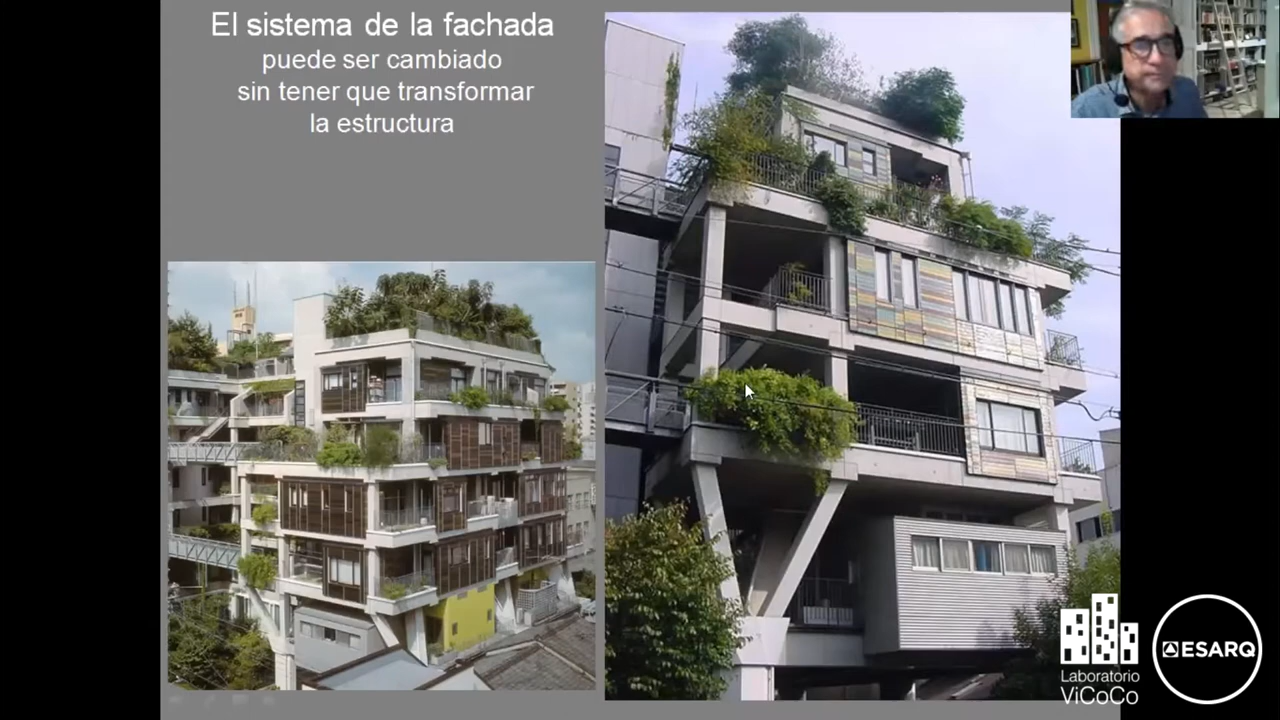 El sistema de la fachada
puede ser cambiado
sin tener que transformar
la estructura
Laboratorio
ViCoCo
ESARQ